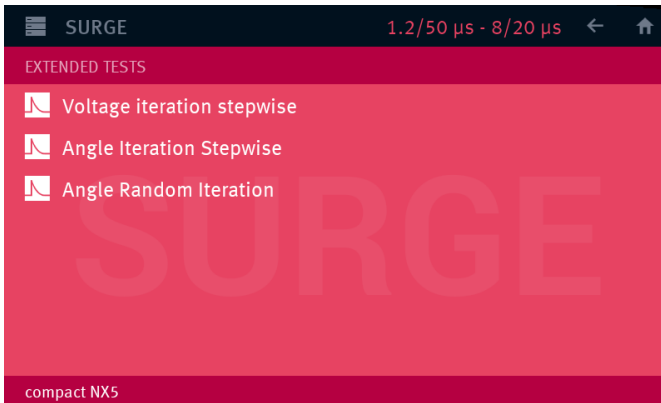 SURGE 1.2/50 µs - 8/20 µs
EXTENDED TESTS
Voltage iteration stepwise
Angle Iteration Stepwise
Angle Random Iteration
SURGE
compact NX5